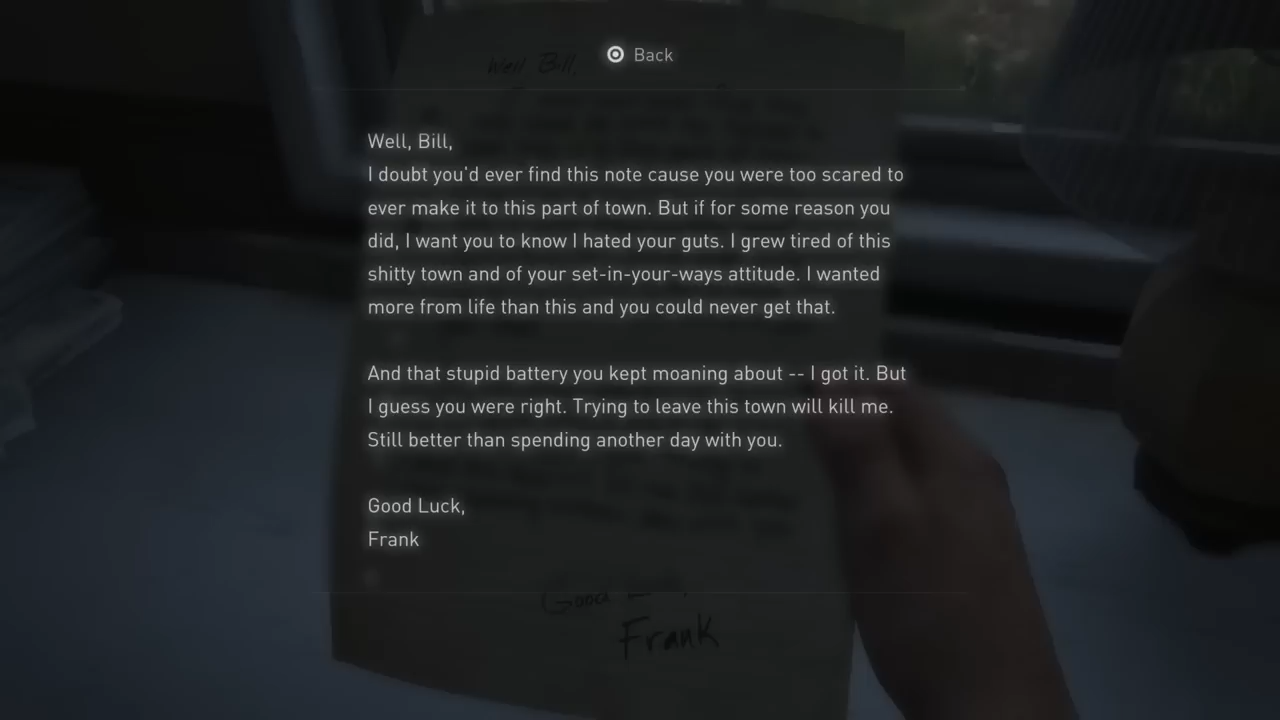 Back
Well Bill,
Well, Bill,
I doubt you'd ever find this note cause you were too scared to
ever make it to this part of town. But if for some reason you
did, I want you to know I hated your guts. I grew tired of this
shitty town and of your set-in-your-ways attitude. I wanted
more from life than this and you could never get that.
And that stupid battery you kept moaning about -- I got it. But
I guess you were right. Trying to leave this town will kill me.
Still better than spending another day with you.
Good Luck,
Frank
Good Luck,
Frank